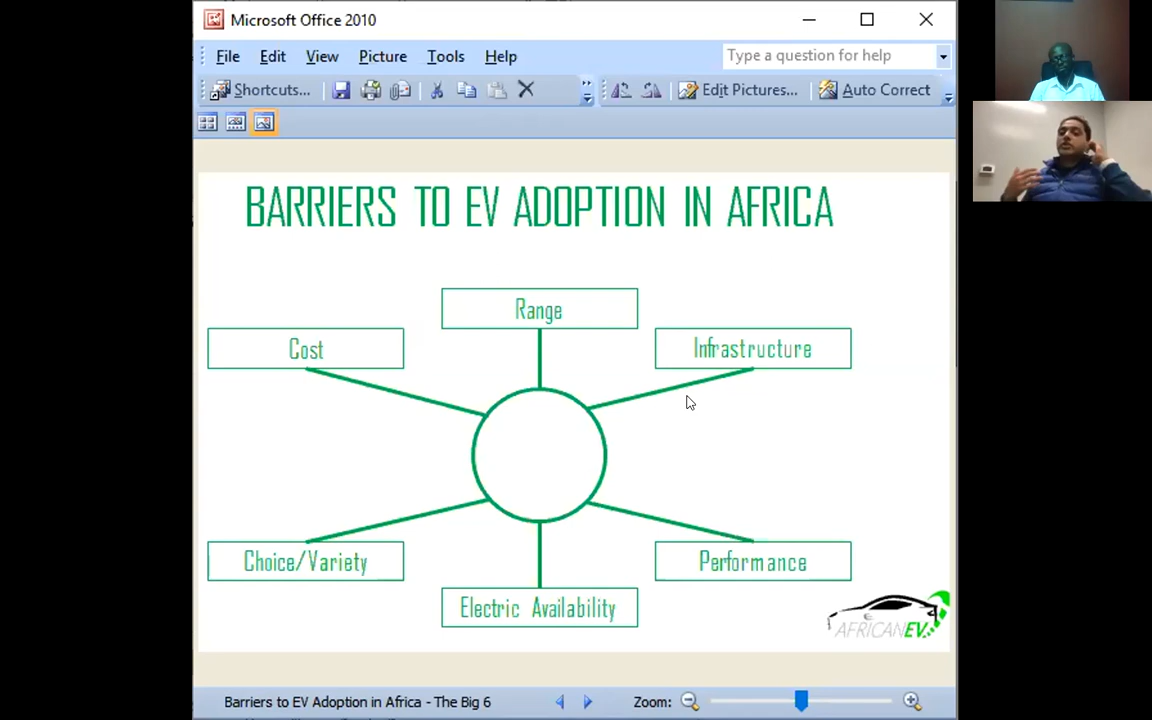 Microsoft Office 2010
File Edit View Picture Tools Help
Type a question for help
Shortcuts...
Edit Pictures...
Auto Correct
BARRIERS TO EV ADOPTION IN AFRICA
Range
Cost
Infrastructure
Choice/Variety
Performance
Electric Availability
AFRICANEV
Barriers to EV Adoption in Africa - The Big 6
Zoom: